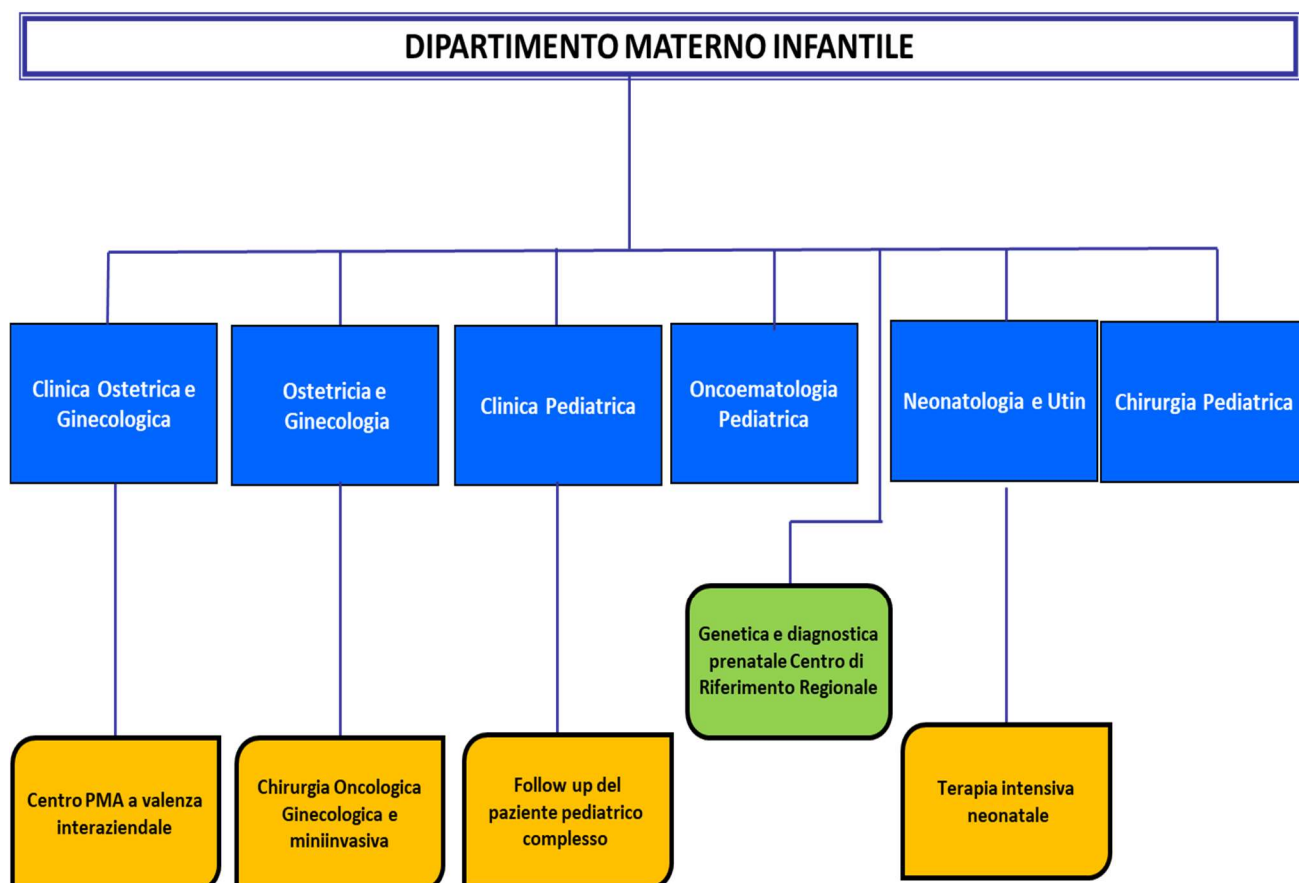 DIPARTIMENTO MATERNO INFANTILE
Clinica Ostetrica e
Ginecologica
Ostetricia e
Ginecologia
Clinica Pediatrica
Oncoematologia
Pediatrica
Neonatologia e Utin
Chirurgia Pediatrica
Genetica e diagnostica
prenatale Centro di
Riferimento Regionale
Centro PMA a valenza
interaziendale
Chirurgia Oncologica
Ginecologica e
miniinvasiva
Follow up del
paziente pediatrico
complesso
Terapia intensiva
neonatale